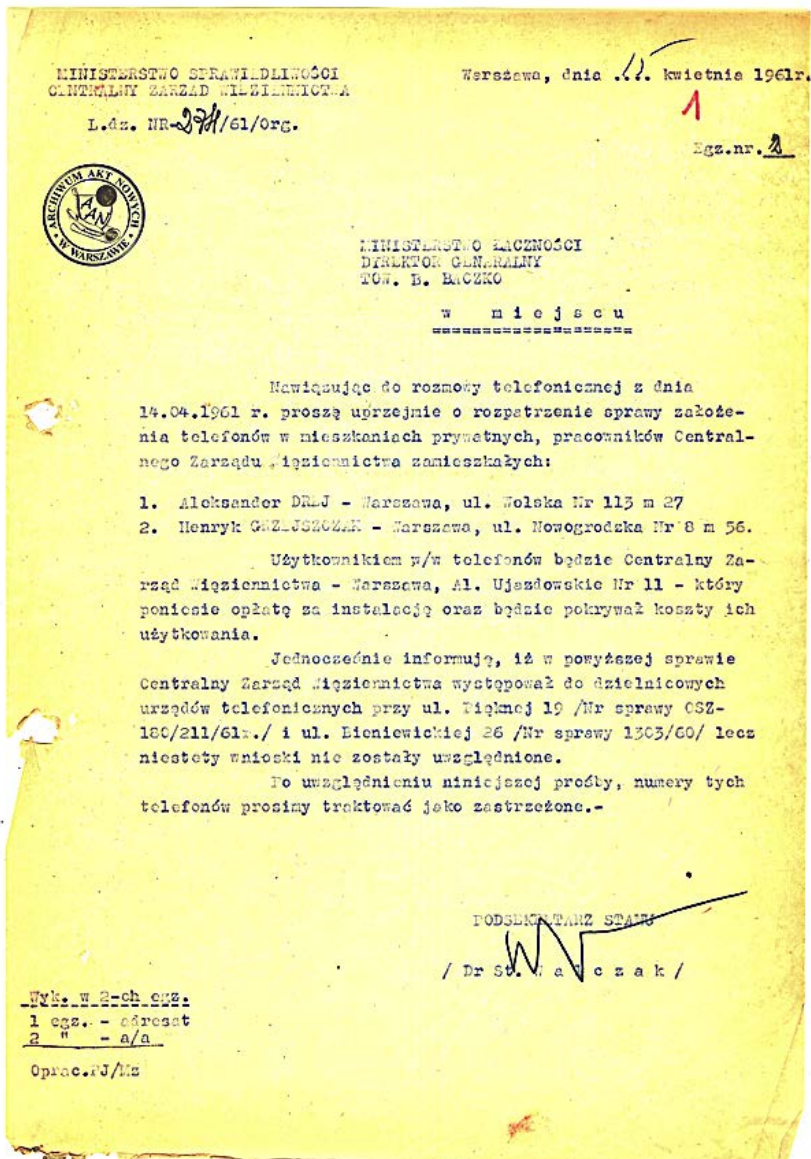 MINISTERSTWO SPRAWIEDLIWOŚCI
CENTRALNY ZARZĄD WIĘZIENNICTWA
Warszawa, dnia kwietnia 1961r.
1
L.dz. NR- /61/Org.
Egz.nr. 2
ARCHIWUM AKT NOWYCH
AAN
W WARSZAWIE
MINISTERSTWO ŁĄCZNOŚCI
DYREKTOR GENERALNY
TOW. B. BACZKO
w miejscu
====================
Nawiązując do rozmowy telefonicznej z dnia
14.04.1961 r. proszę uprzejmie o rozpatrzenie sprawy założe-
nia telefonów w mieszkaniach prywatnych, pracowników Central-
nego Zarządu Więziennictwa zamieszkałych:
1. Aleksander DREJ - Warszawa, ul. Wolska Nr 113 m 27
2. Henryk - Warszawa, ul. Nowogrodzka Nr 8 m 56.
Użytkownikiem w/w telefonów będzie Centralny Za-
rząd Więziennictwa - Warszawa, Al. Ujazdowskie Nr 11 - który
poniesie opłatę za instalację oraz będzie pokrywał koszty ich
użytkowania.
Jednocześnie informuję, iż w powyższej sprawie
Centralny Zarząd Więziennictwa występował do dzielnicowych
urzędów telefonicznych przy ul. Pięknej 19 /Nr sprawy OSZ-
180/211/61r./ i ul. Bieniewickiej 26 /Nr sprawy 1303/60/ lecz
niestety wnioski nie zostały uwzględnione.
Po uwzględnieniu niniejszej prośby, numery tych
telefonów prosimy traktować jako zastrzeżone.-
PODSEKRETARZ STANU
/ Dr St. Walczak /
Wyk. w 2-ch egz.
1 egz. - adresat
2 " - a/a
Oprac.PJ/Mz